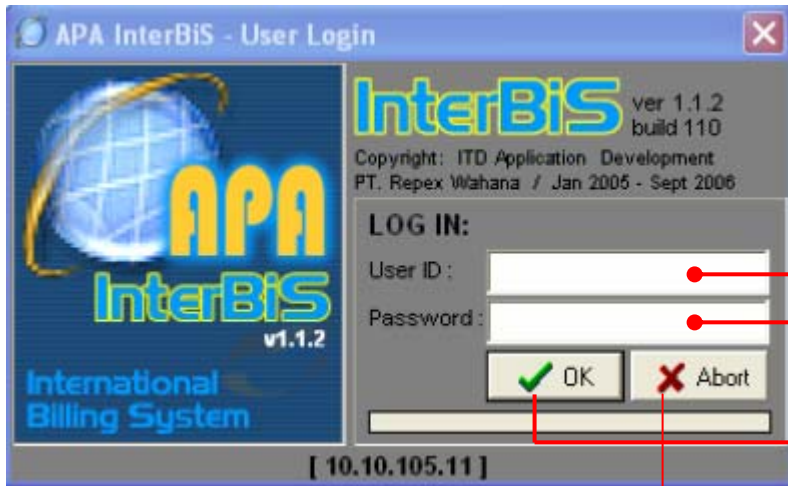 APA InterBiS - User Login
APA
InterBiS
v1.1.2
International
Billing System
InterBiS ver 1.1.2
build 110
Copyright: ITD Application Development
PT. Repex Wahana / Jan 2005 - Sept 2006
LOG IN:
User ID :
Password :
OK Abort
[ 10.10.105.11 ]